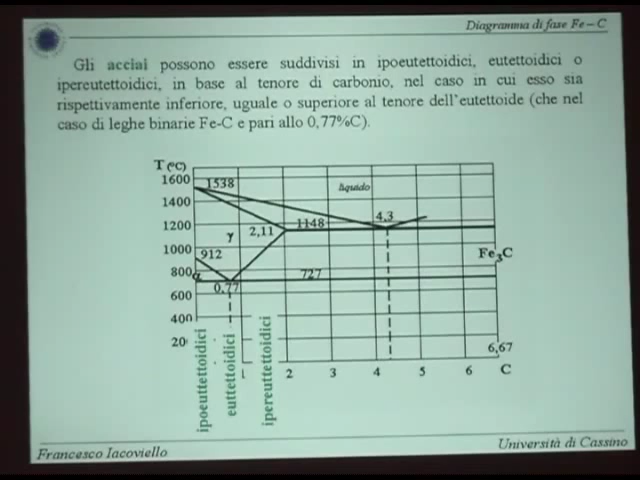 Diagramma di fase Fe – C
Gli acciai possono essere suddivisi in ipoeutettoidici, eutettoidici o
ipereutettoidici, in base al tenore di carbonio, nel caso in cui esso sia
rispettivamente inferiore, uguale o superiore al tenore dell'eutettoide (che nel
caso di leghe binarie Fe-C e pari allo 0,77%C).
T(°C)
1600
1538
liquido
1400
4,3
1200
1148
2,11
γ
1000
912
Fe3C
800
α
727
600
0,77
400
20
6,67
1 2 3 4 5 6 C
ipoeuttettoidici
euttettoidici
ipereuttettoidici
Francesco Iacoviello
Università di Cassino